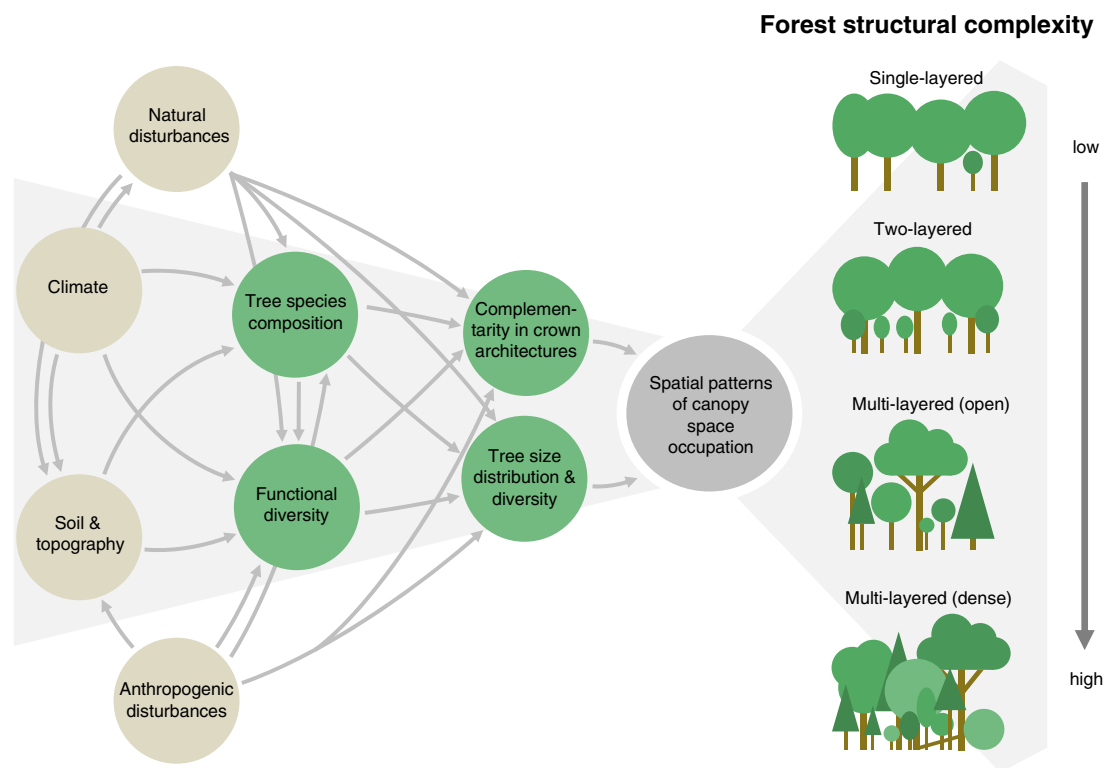 Forest structural complexity
Natural
disturbances
Climate
Soil &
topography
Anthropogenic
disturbances
Tree species
composition
Functional
diversity
Complemen-
tarity in crown
architectures
Tree size
distribution &
diversity
Spatial patterns
of canopy
space
occupation
Single-layered
Two-layered
Multi-layered (open)
Multi-layered (dense)
low
high